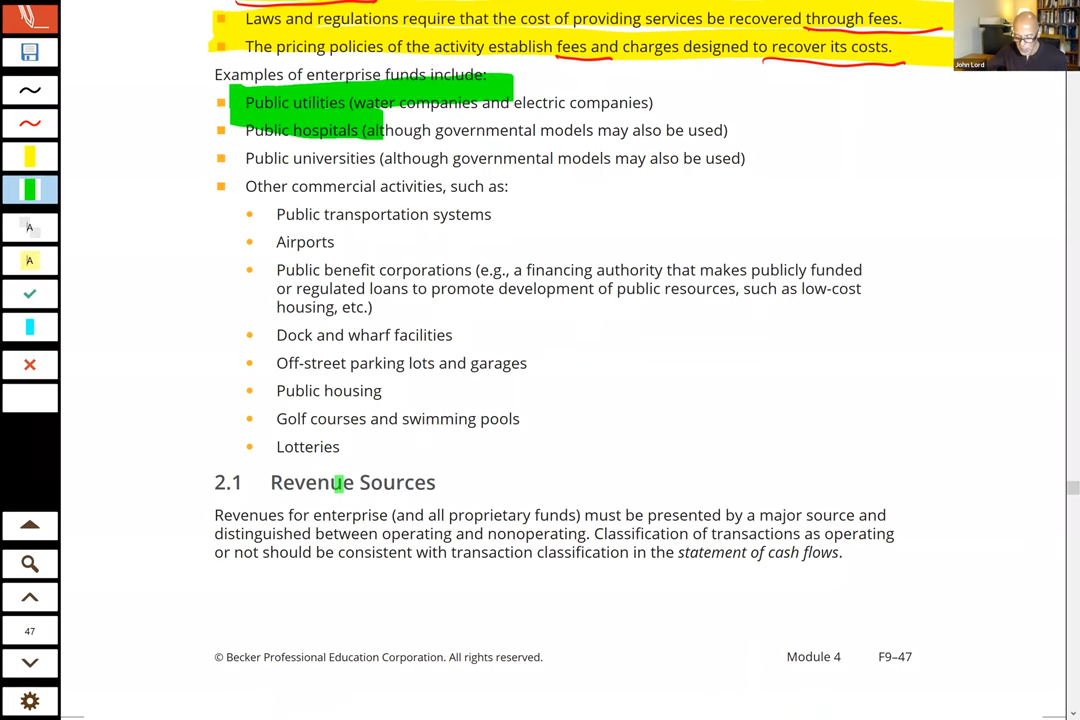 Laws and regulations require that the cost of providing services be recovered through fees.
The pricing policies of the activity establish fees and charges designed to recover its costs.
John Lord
Examples of enterprise funds include:
Public utilities (water companies and electric companies)
Public hospitals (although governmental models may also be used)
Public universities (although governmental models may also be used)
Other commercial activities, such as:
Public transportation systems
Airports
Public benefit corporations (e.g., a financing authority that makes publicly funded
or regulated loans to promote development of public resources, such as low-cost
housing, etc.)
Dock and wharf facilities
Off-street parking lots and garages
Public housing
Golf courses and swimming pools
Lotteries
2.1 Revenue Sources
Revenues for enterprise (and all proprietary funds) must be presented by a major source and
distinguished between operating and nonoperating. Classification of transactions as operating
or not should be consistent with transaction classification in the statement of cash flows.
© Becker Professional Education Corporation. All rights reserved. Module 4 F9–47
A
A
47